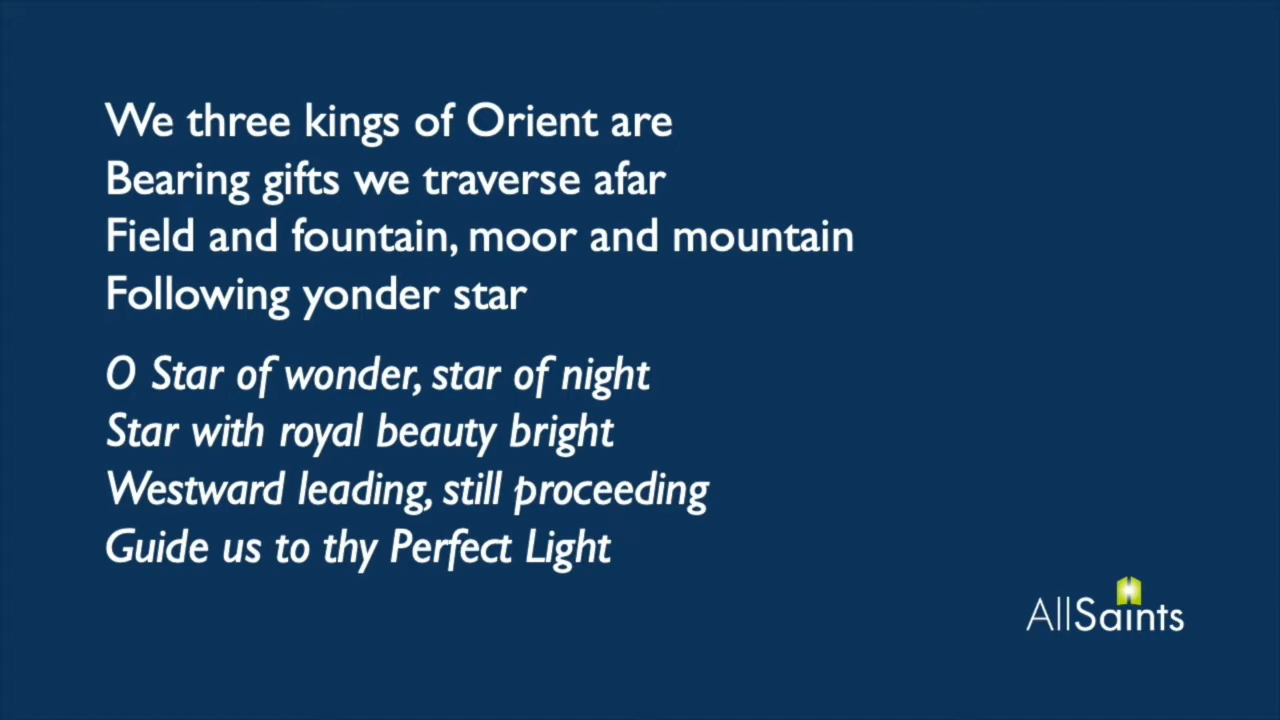 We three kings of Orient are
Bearing gifts we traverse afar
Field and fountain, moor and mountain
Following yonder star
O Star of wonder, star of night
Star with royal beauty bright
Westward leading, still proceeding
Guide us to thy Perfect Light
AllSaints